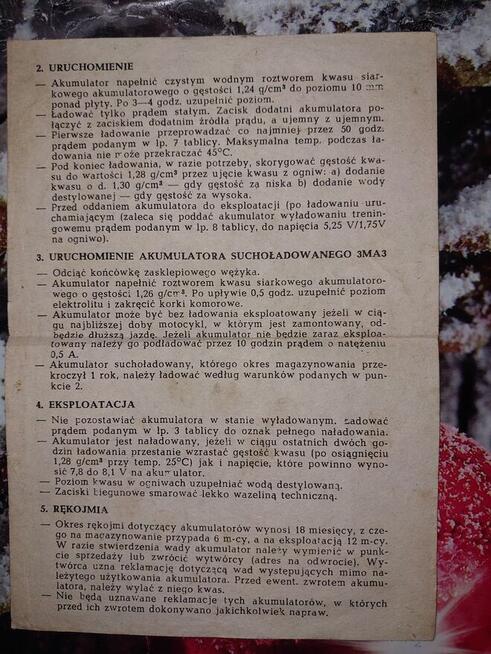 2. URUCHOMIENIE
— Akumulator napełnić czystym wodnym roztworem kwasu siar-
kowego akumulatorowego o gęstości 1,24 g/cm³ do poziomu 10 mm
ponad płyty. Po 3—4 godz. uzupełnić poziom.
— Ładować tylko prądem stałym. Zacisk dodatni akumulatora po-
łączyć z zaciskiem dodatnim źródła prądu, a ujemny z ujemnym.
— Pierwsze ładowanie przeprowadzać co najmniej przez 50 godz.
prądem podanym w lp. 7 tablicy. Maksymalna temp. podczas ła-
dowania nie może przekraczać 45°C.
— Pod koniec ładowania, w razie potrzeby, skorygować gęstość kwa-
su do wartości 1,28 g/cm³ przez ujęcie kwasu z ogniw: a) dodanie
kwasu o d. 1,30 g/cm³ — gdy gęstość za niska b) dodanie wody
destylowanej — gdy gęstość za wysoka.
— Przed oddaniem akumulatora do eksploatacji (po ładowaniu uru-
chamiającym (zaleca się poddać akumulator wyładowaniu trenin-
gowemu prądem podanym w lp. 8 tablicy, do napięcia 5,25 V/1,75V
na ogniwo).
3. URUCHOMIENIE AKUMULATORA SUCHOŁADOWANEGO 3MA3
— Odciąć końcówkę zasklepiowego wężyka.
— Akumulator napełnić roztworem kwasu siarkowego akumulatoro-
wego o gęstości 1,26 g/cm³. Po upływie 0,5 godz. uzupełnić poziom
elektrolitu i zakręcić korki komorowe.
— Akumulator może być bez ładowania eksploatowany jeżeli w cią-
gu najbliższej doby motocykl, w którym jest zamontowany, od-
będzie dłuższą jazdę. Jeżeli akumulator nie będzie zaraz eksploa-
towany należy go podładować przez 10 godzin prądem o natężeniu
0,5 A.
— Akumulator suchoładowany, którego okres magazynowania prze-
kroczył 1 rok, należy ładować według warunków podanych w pun-
kcie 2.
4. EKSPLOATACJA
— Nie pozostawiać akumulatora w stanie wyładowanym. Ładować
prądem podanym w lp. 3 tablicy do oznak pełnego naładowania.
— Akumulator jest naładowany, jeżeli w ciągu ostatnich dwóch go-
dzin ładowania przestanie wzrastać gęstość kwasu (po osiągnięciu
1,28 g/cm³ przy temp. 25°C) jak i napięcie, które powinno wyno-
sić 7,8 do 8,1 V na akumulator.
— Poziom kwasu w ogniwach uzupełniać wodą destylowaną.
— Zaciski biegunowe smarować lekko wazeliną techniczną.
5. RĘKOJMIA
— Okres rękojmi dotyczący akumulatorów wynosi 18 miesięcy, z cze-
go na magazynowanie przypada 6 m-cy, a na eksploatację 12 m-cy.
W razie stwierdzenia wady akumulator należy wymienić w punk-
cie sprzedaży lub zwrócić wytwórcy (adres na odwrocie). Wy-
twórca uzna reklamację dotyczącą wad występujących mimo na-
leżytego użytkowania akumulatora. Przed ewent. zwrotem akumu-
latora, należy wylać z niego kwas.
— Nie będą uznawane reklamacje tych akumulatorów, w których
przed ich zwrotem dokonywano jakichkolwiek napraw.